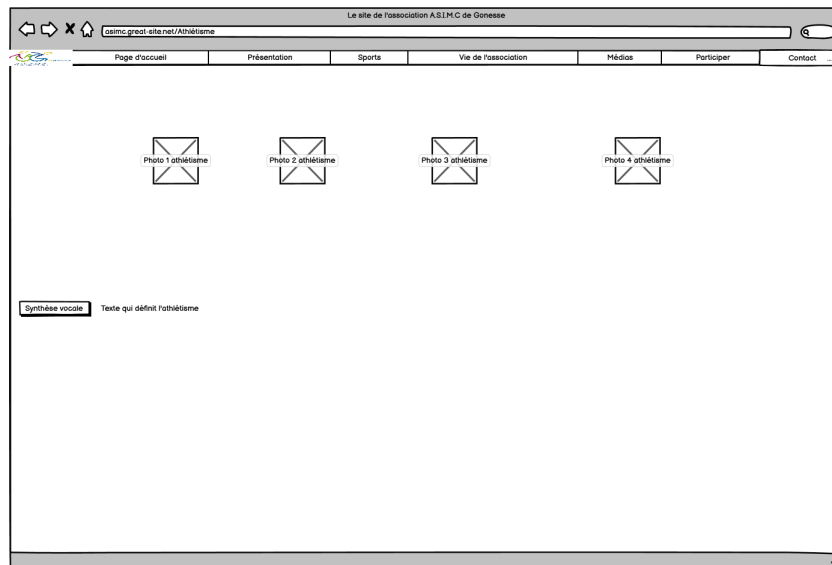 Le site de l'association A.S.I.M.C de Gonesse
asimc.great-site.net/Athlétisme
Page d'accueil Présentation Sports Vie de l'association Médias Participer Contact ...
Photo 1 athlétisme Photo 2 athlétisme Photo 3 athlétisme Photo 4 athlétisme
Synthèse vocale Texte qui définit l'athlétisme